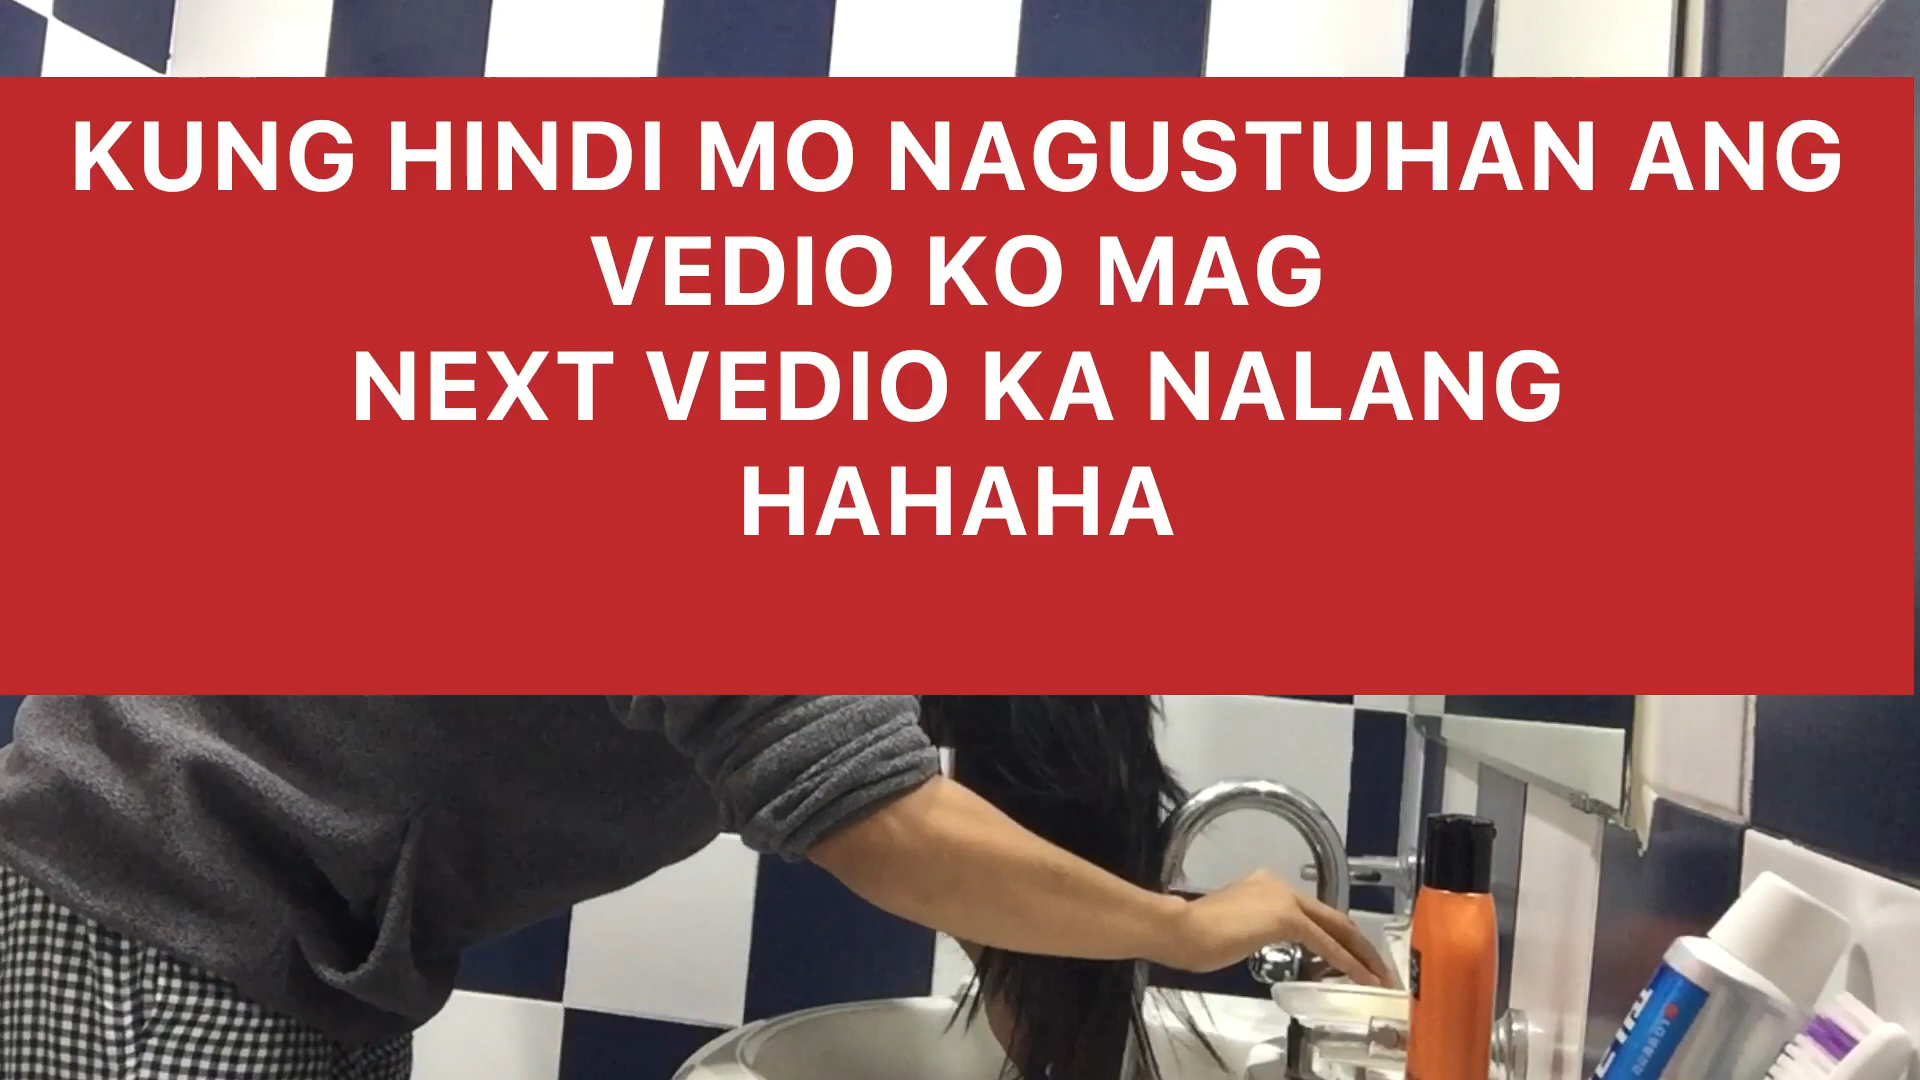 KUNG HINDI MO NAGUSTUHAN ANG
VEDIO KO MAG
NEXT VEDIO KA NALANG
HAHAHA